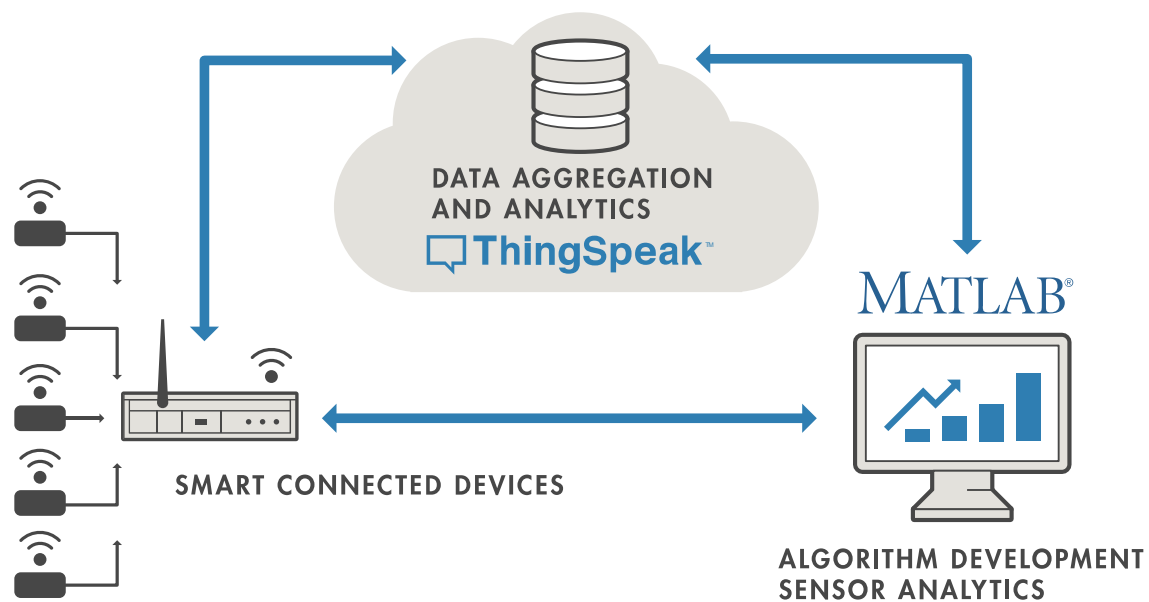 DATA AGGREGATION
AND ANALYTICS
ThingSpeak™
MATLAB®
SMART CONNECTED DEVICES
ALGORITHM DEVELOPMENT
SENSOR ANALYTICS